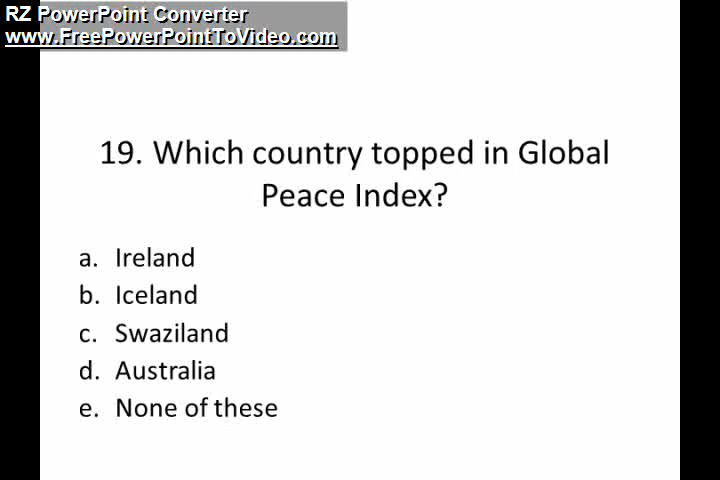 RZ PowerPoint Converter
www.FreePowerPointToVideo.com
19. Which country topped in Global
Peace Index?
a. Ireland
b. Iceland
c. Swaziland
d. Australia
e. None of these